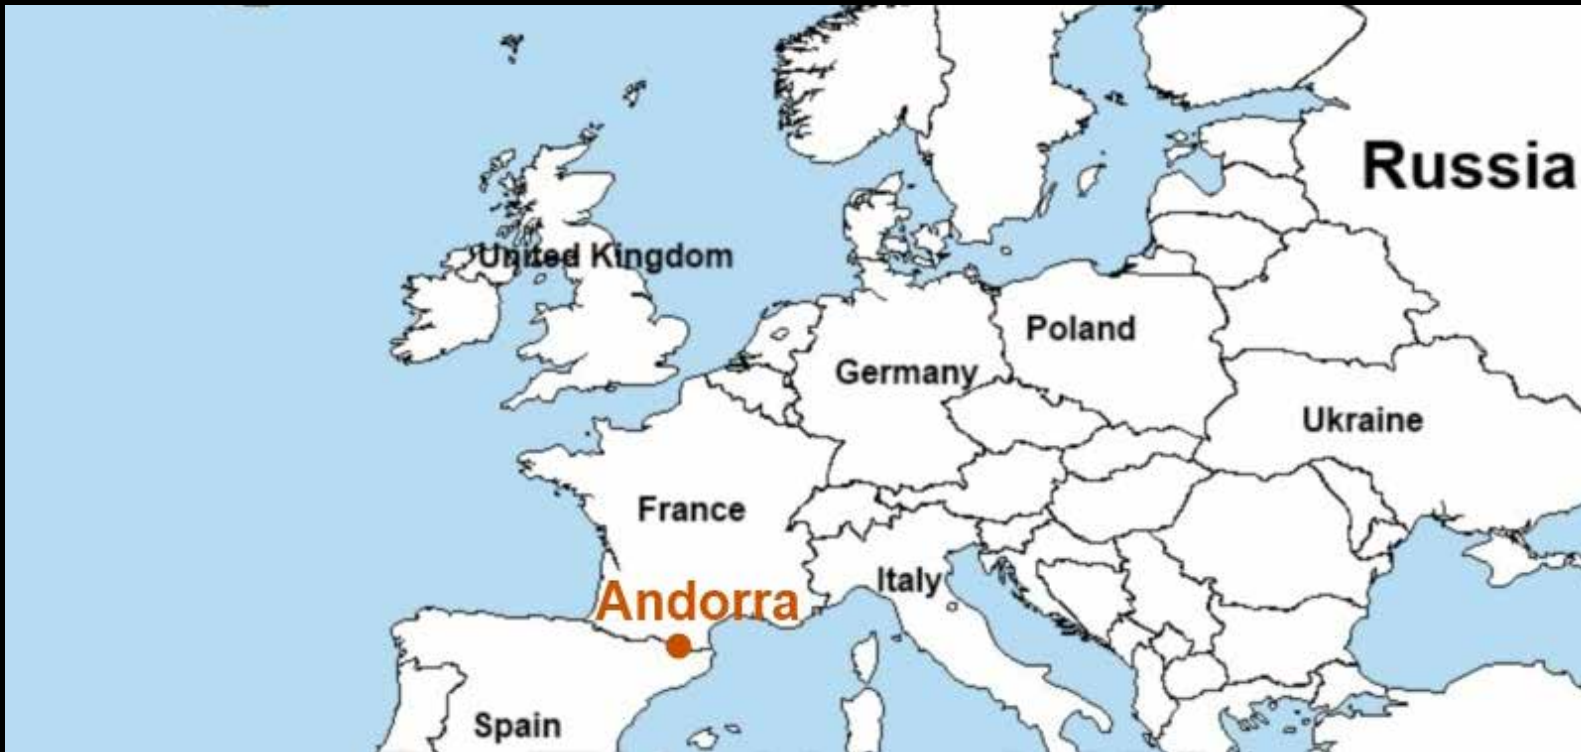 Russia
United Kingdom
Poland
Germany
Ukraine
France
Italy
Andorra
Spain